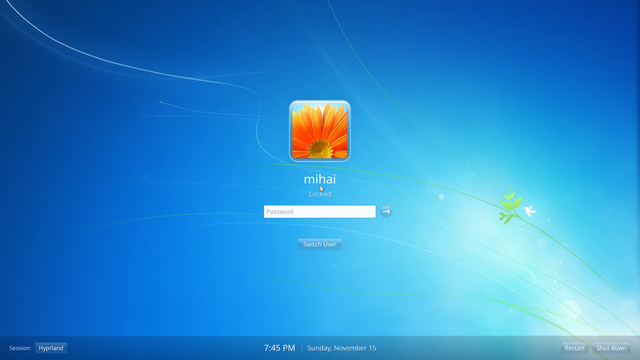 mihai
Locked
Password
Switch User
Session: Hyprland 7:45 PM Sunday, November 15 Restart Shut down